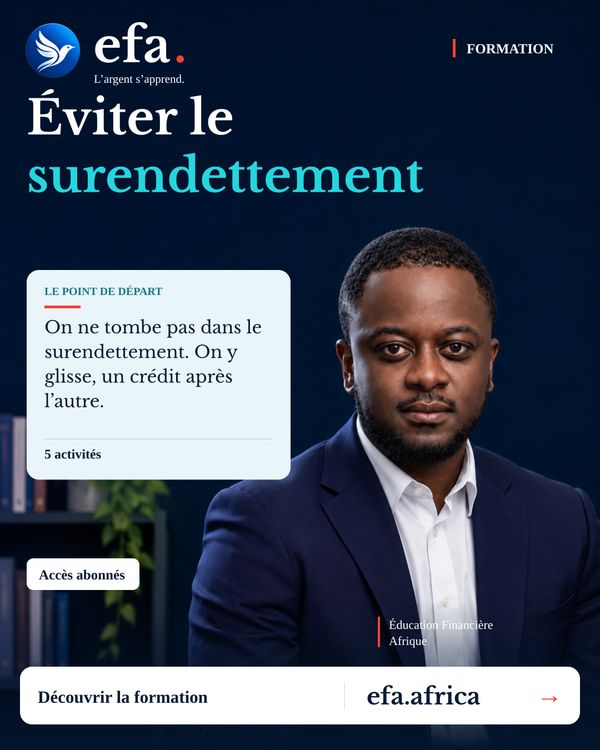 efa.
L’argent s’apprend.
FORMATION
Éviter le
surendettement
LE POINT DE DÉPART
On ne tombe pas dans le
surendettement. On y
glisse, un crédit après
l’autre.
5 activités
Accès abonnés
Éducation Financière
Afrique
Découvrir la formation
efa.africa →